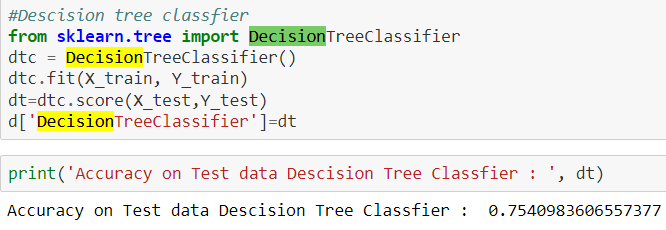 #Descision tree classfier
from sklearn.tree import DecisionTreeClassifier
dtc = DecisionTreeClassifier()
dtc.fit(X_train, Y_train)
dt=dtc.score(X_test,Y_test)
d['DecisionTreeClassifier']=dt
print('Accuracy on Test data Descision Tree Classfier : ', dt)
Accuracy on Test data Descision Tree Classfier :  0.7540983606557377